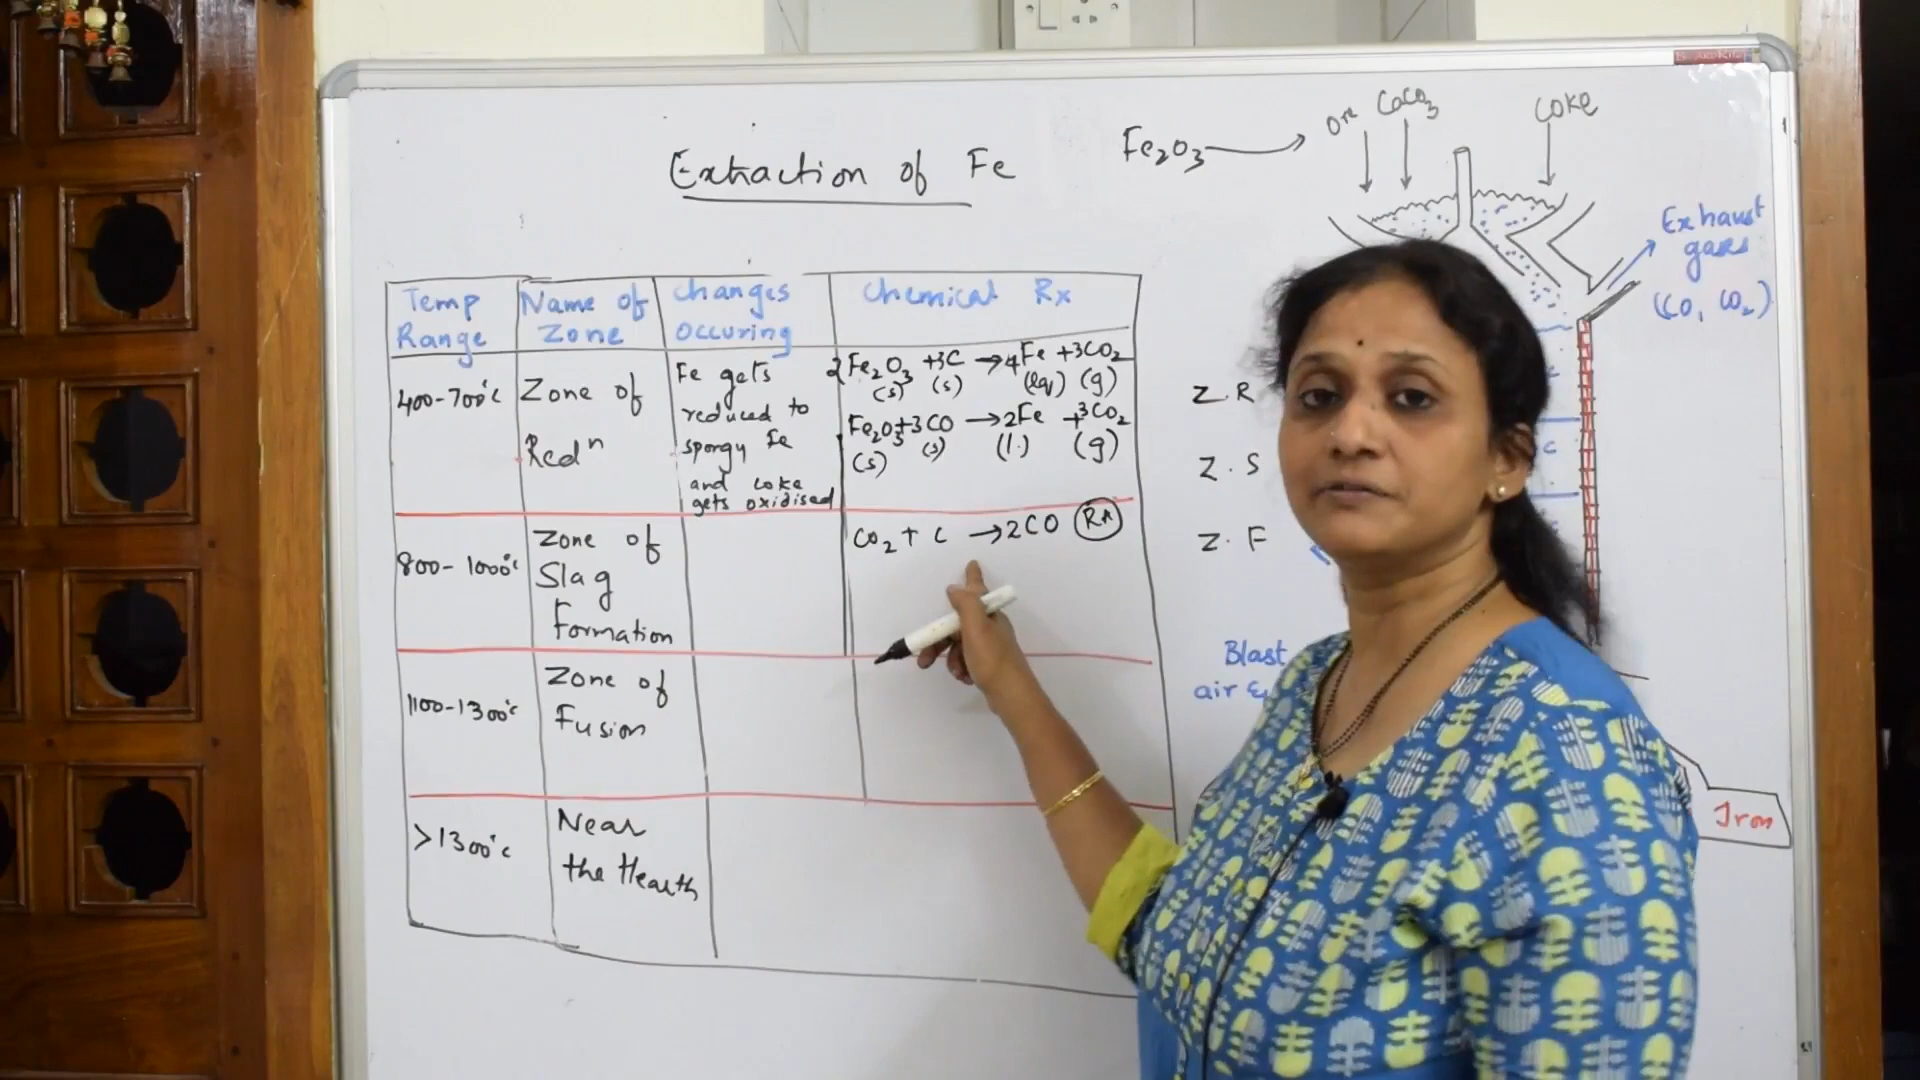 Extraction of Fe
Fe₂O₃
Ore CaCO₃
Coke
Exhaust
gases
(CO, CO₂)
Temp
Range
Name of
Zone
Changes
Occuring
Chemical Rx
400-700°C
Zone of
Redⁿ
Fe gets
reduced to
spongy Fe
and coke
gets oxidised
2Fe₂O₃ +3C → 4Fe +3CO₂
(s) (s) (lq) (g)
Fe₂O₃+3CO → 2Fe +3CO₂
(s) (s) (l.) (g)
800-1000°C
Zone of
Slag
Formation
CO₂ + C → 2CO Rn
1100-1300°C
Zone of
Fusion
>1300°C
Near
the Hearth
Z.R
Z.S
Z.F
C
Blast
air &
Iron